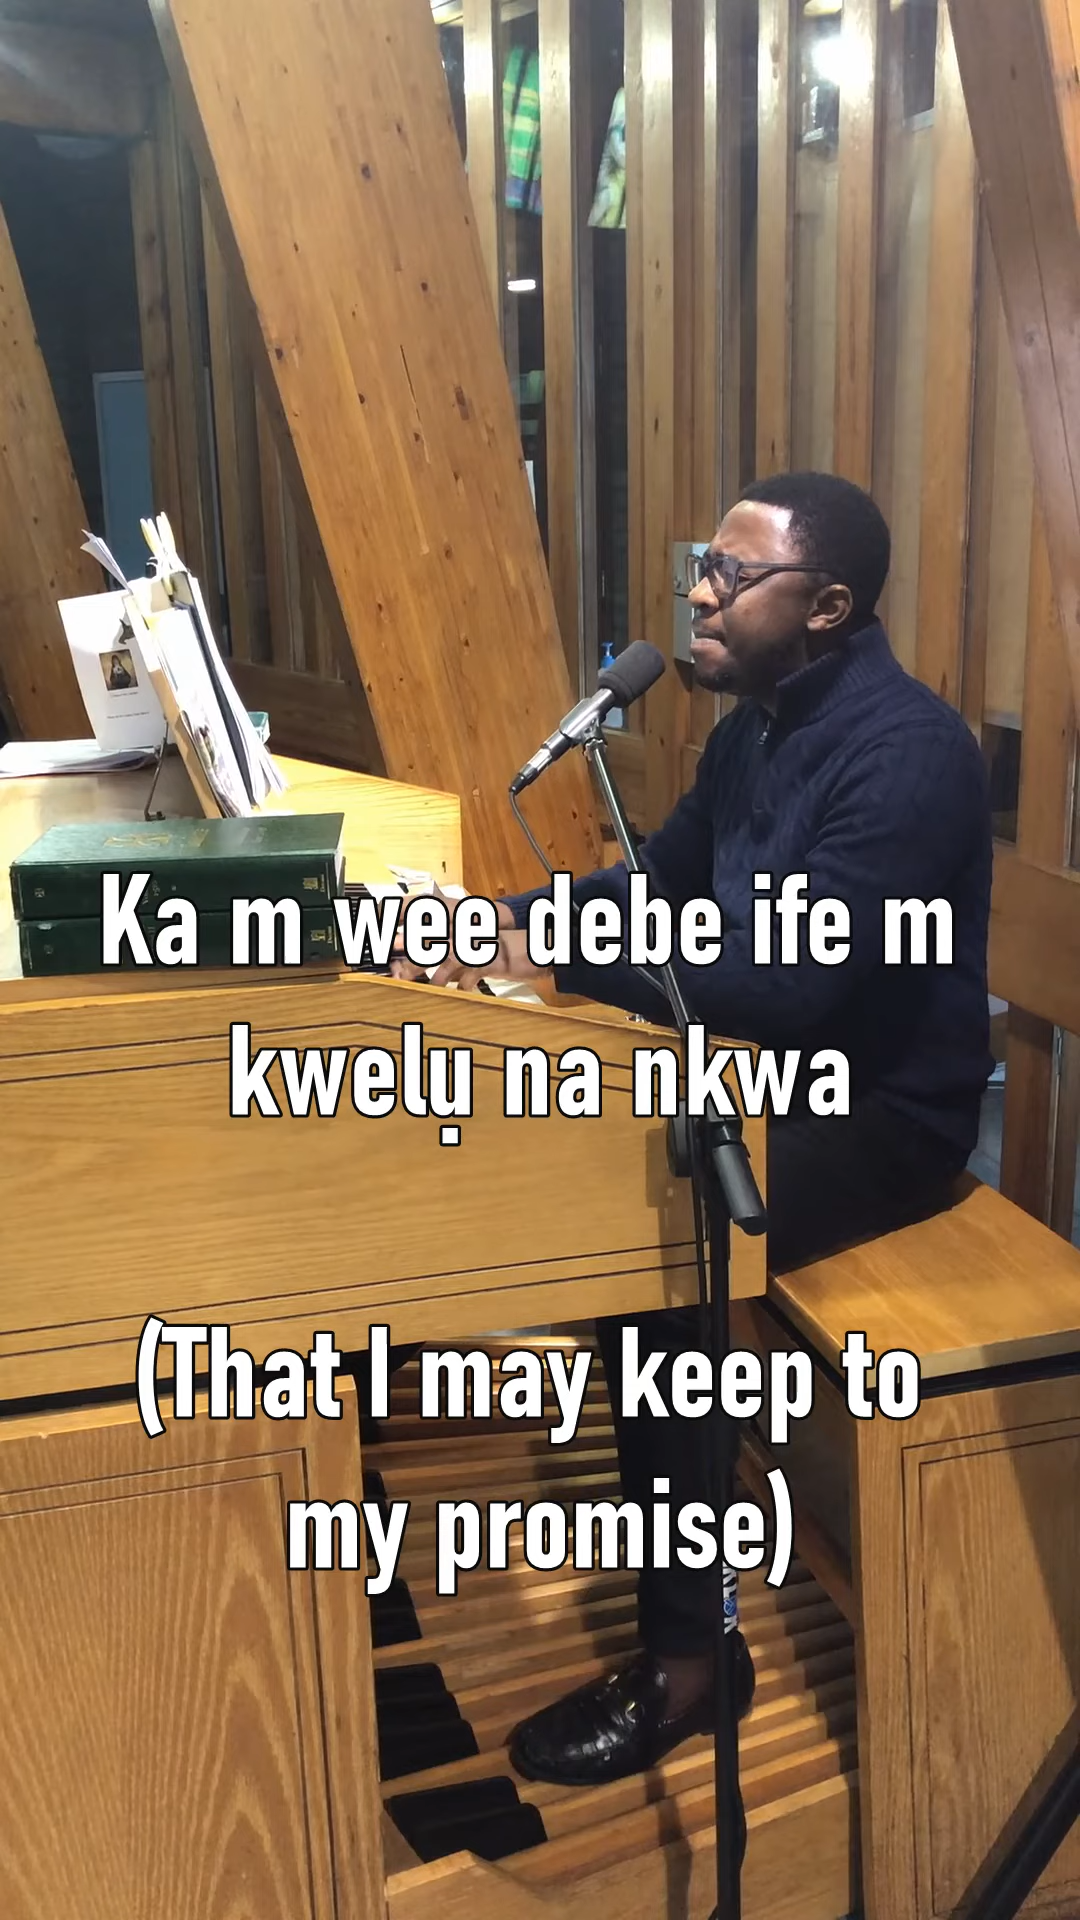 Ka m wee debe ife m
kwelụ na nkwa
(That I may keep to
my promise)